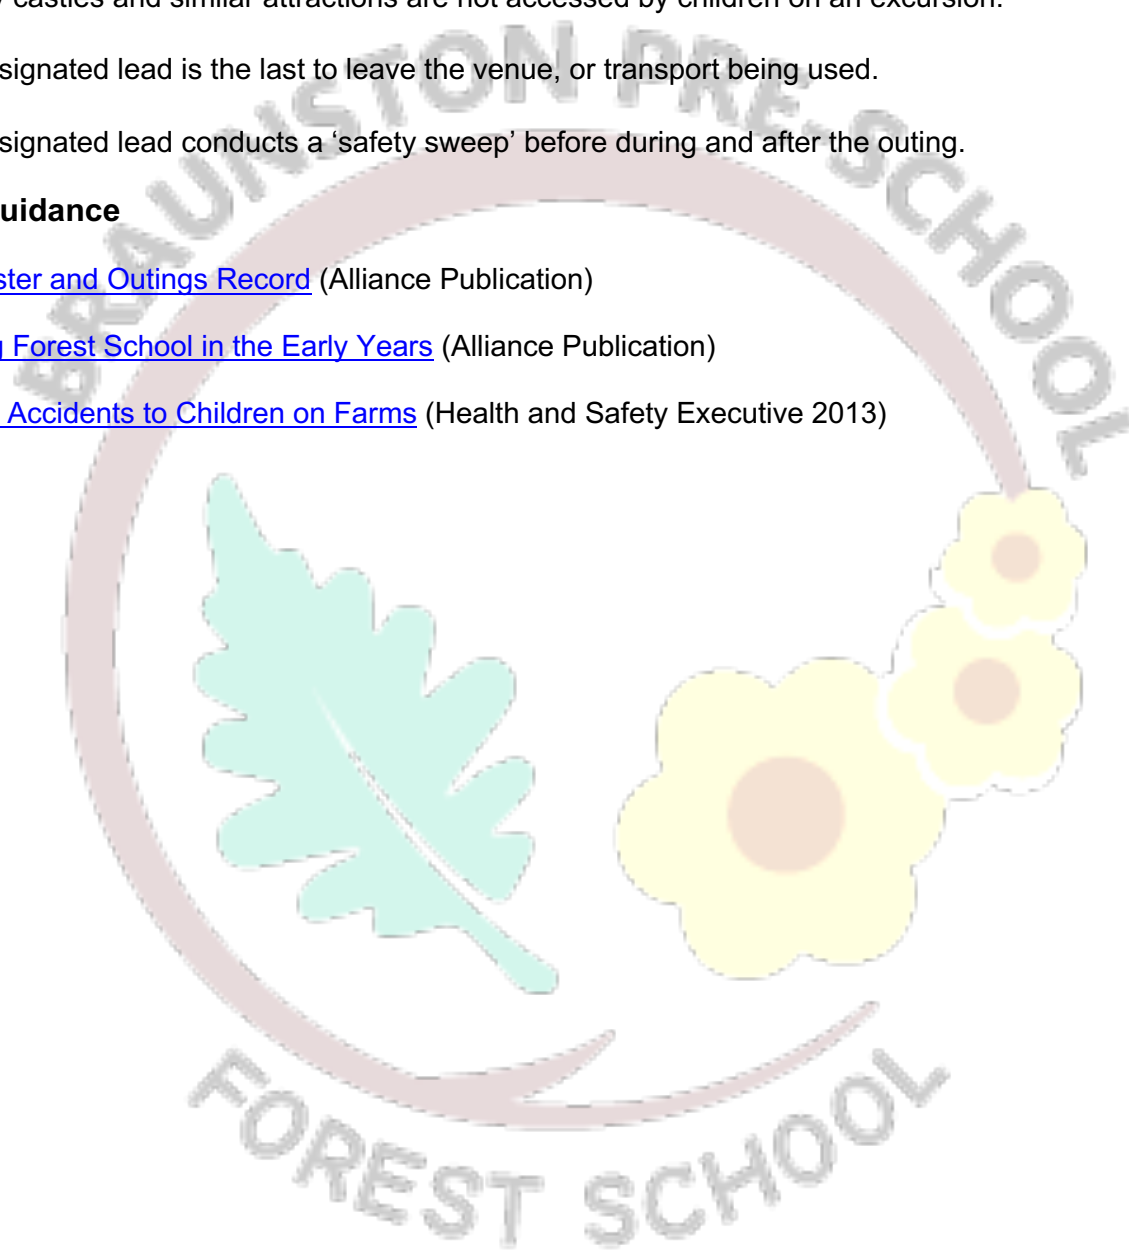 castles and similar attractions are not accessed by children on an excursion.
signated lead is the last to leave the venue, or transport being used.
signated lead conducts a ‘safety sweep’ before during and after the outing.
uidance
ster and Outings Record (Alliance Publication)
g Forest School in the Early Years (Alliance Publication)
Accidents to Children on Farms (Health and Safety Executive 2013)
BRAUNSTON PRE-SCHOOL
FOREST SCHOOL